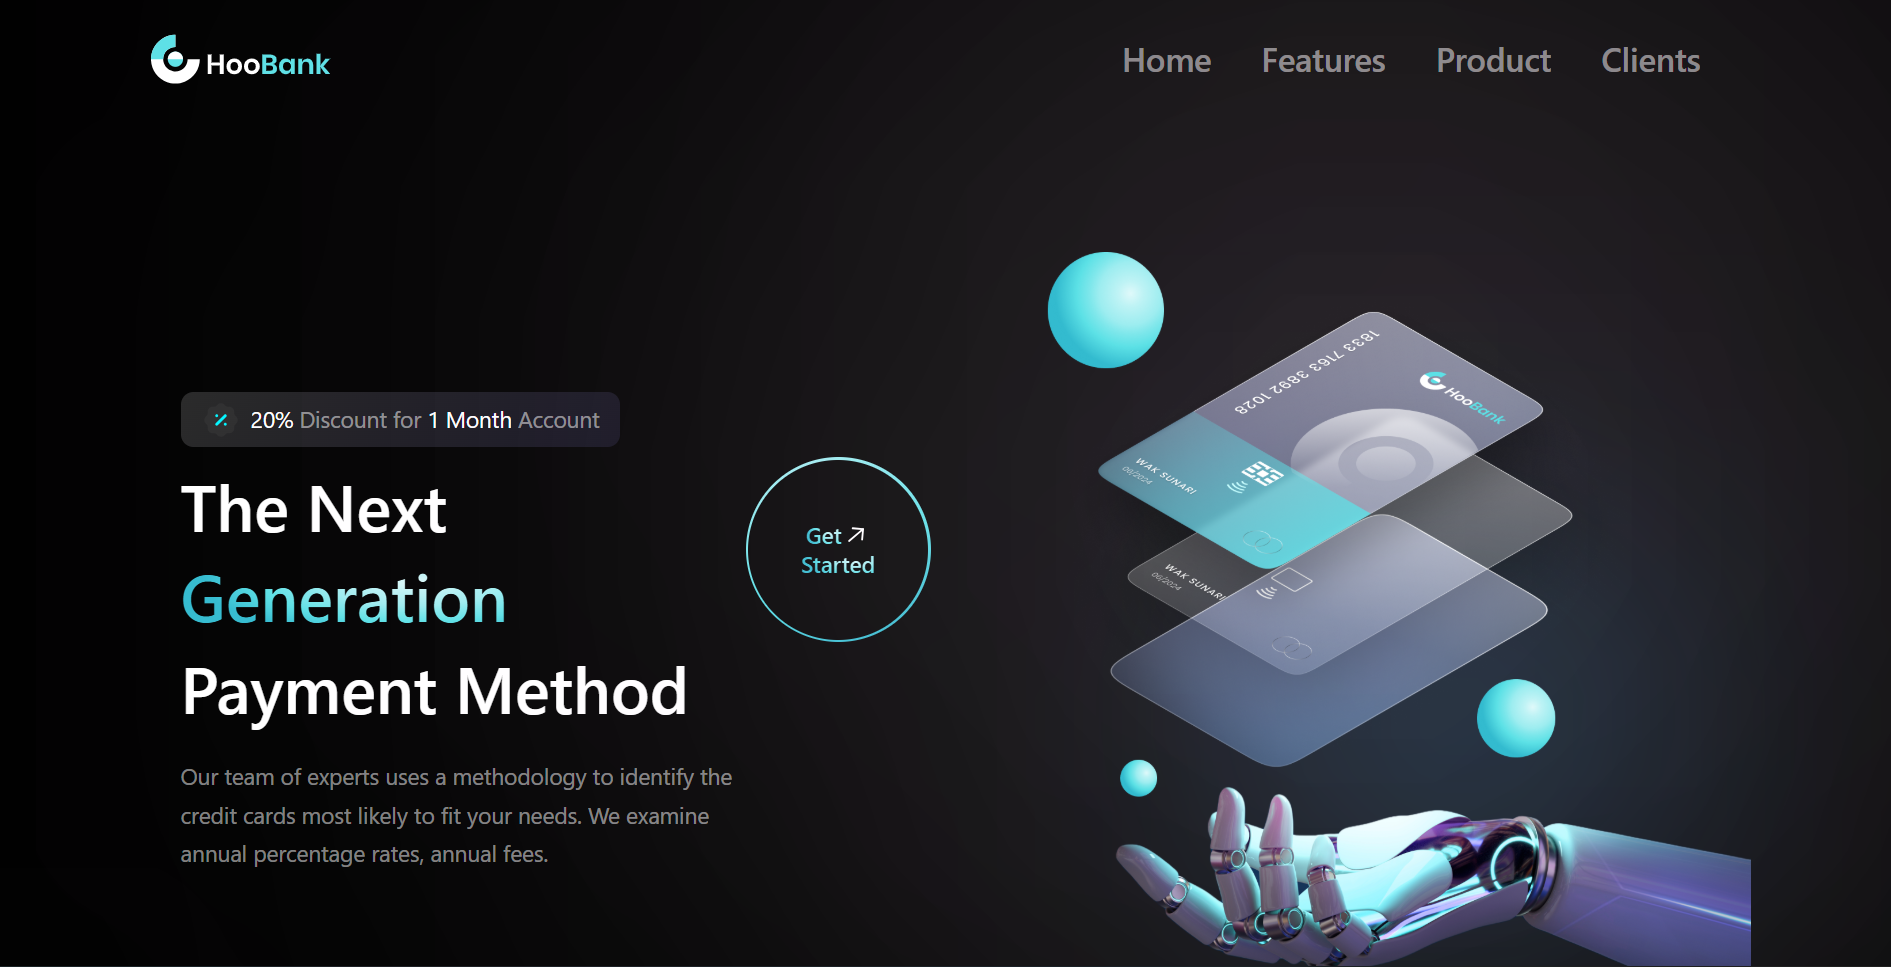 HooBank
Home Features Product Clients
20% Discount for 1 Month Account
The Next
Generation
Payment Method
Our team of experts uses a methodology to identify the
credit cards most likely to fit your needs. We examine
annual percentage rates, annual fees.
Get
Started
1833 7163 3892 1028
HooBank
WAK SUNARI
06/2024
WAK SUNARI
06/2024